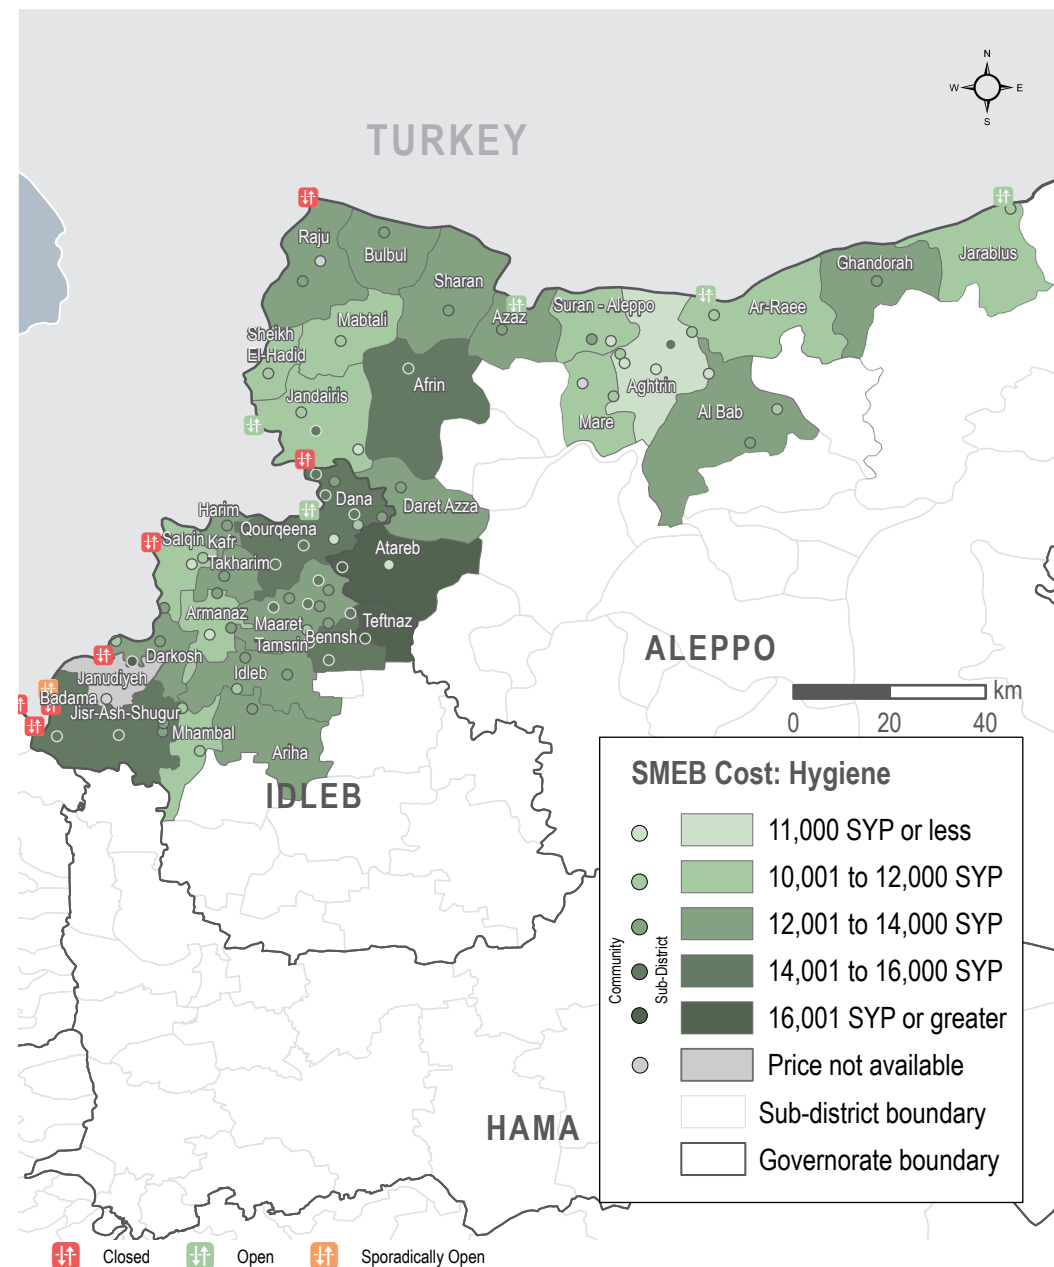 N
W
E
S
TURKEY
Raju
Bulbul
Sharan
Azaz
Suran - Aleppo
Ar-Raee
Ghandorah
Jarablus
Mabtali
Sheikh
El-Hadid
Jandairis
Afrin
Aghtrin
Mare
Al Bab
Dana
Daret Azza
Harim
Qourqeena
Salqin
Kafr
Takharim
Atareb
Armanaz
Maaret
Tamsrin
Bennsh
Teftnaz
Darkosh
Janudiyeh
Idleb
Badama
Jisr-Ash-Shugur
Mhambal
Ariha
IDLEB
ALEPPO
HAMA
km
0
20
40
SMEB Cost: Hygiene
11,000 SYP or less
10,001 to 12,000 SYP
12,001 to 14,000 SYP
14,001 to 16,000 SYP
16,001 SYP or greater
Price not available
Sub-district boundary
Governorate boundary
Community
Sub-District
Closed
Open
Sporadically Open